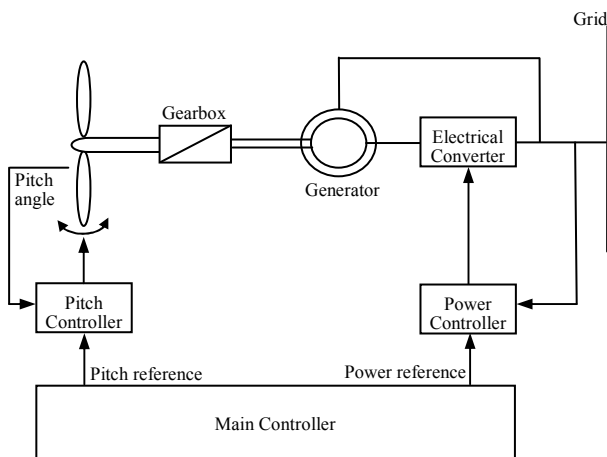 Grid
Gearbox
Electrical
Converter
Generator
Pitch
angle
Pitch
Controller
Power
Controller
Pitch reference
Power reference
Main Controller